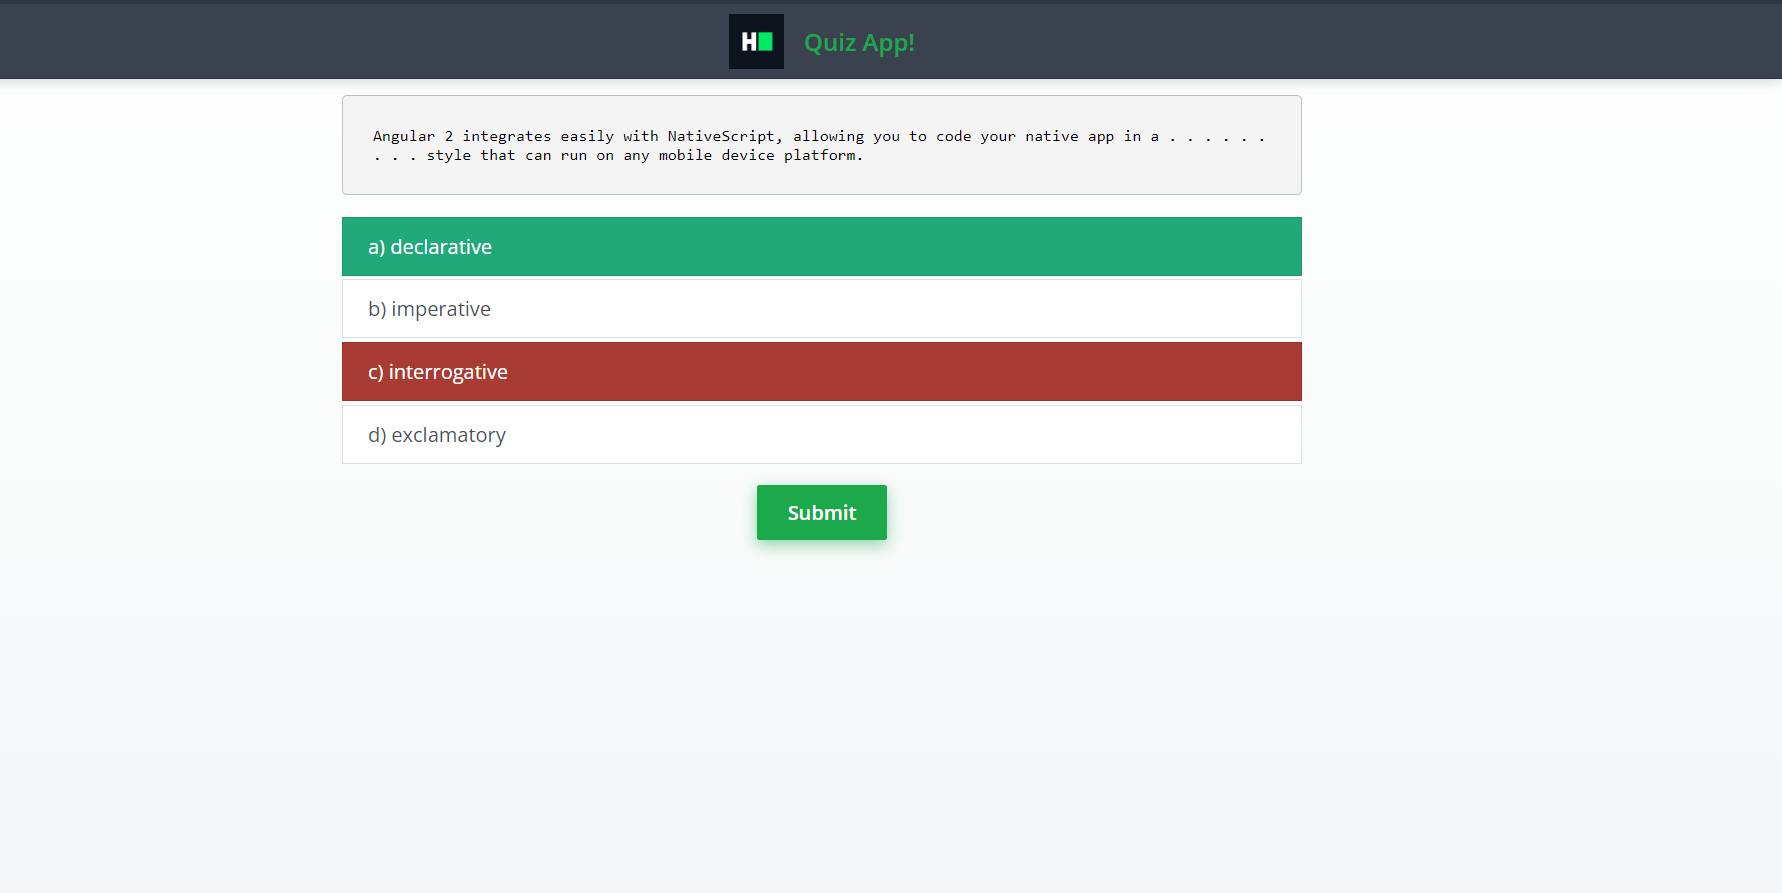 H
Quiz App!
Angular 2 integrates easily with NativeScript, allowing you to code your native app in a . . . . . .
. . . style that can run on any mobile device platform.
a) declarative
b) imperative
c) interrogative
d) exclamatory
Submit